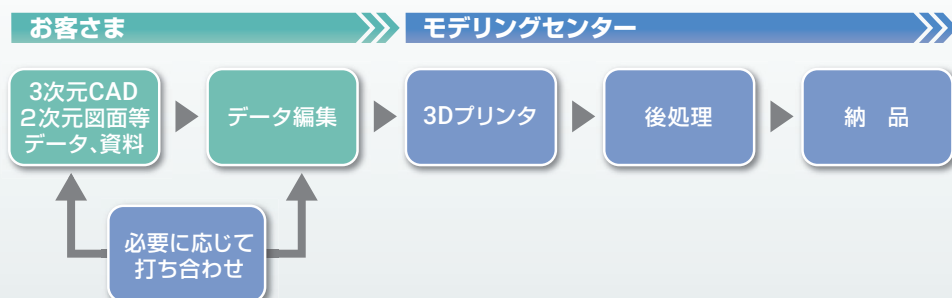 お客さま
モデリングセンター
3次元CAD
2次元図面等
データ、資料
データ編集
3Dプリンタ
後処理
納　品
必要に応じて
打ち合わせ